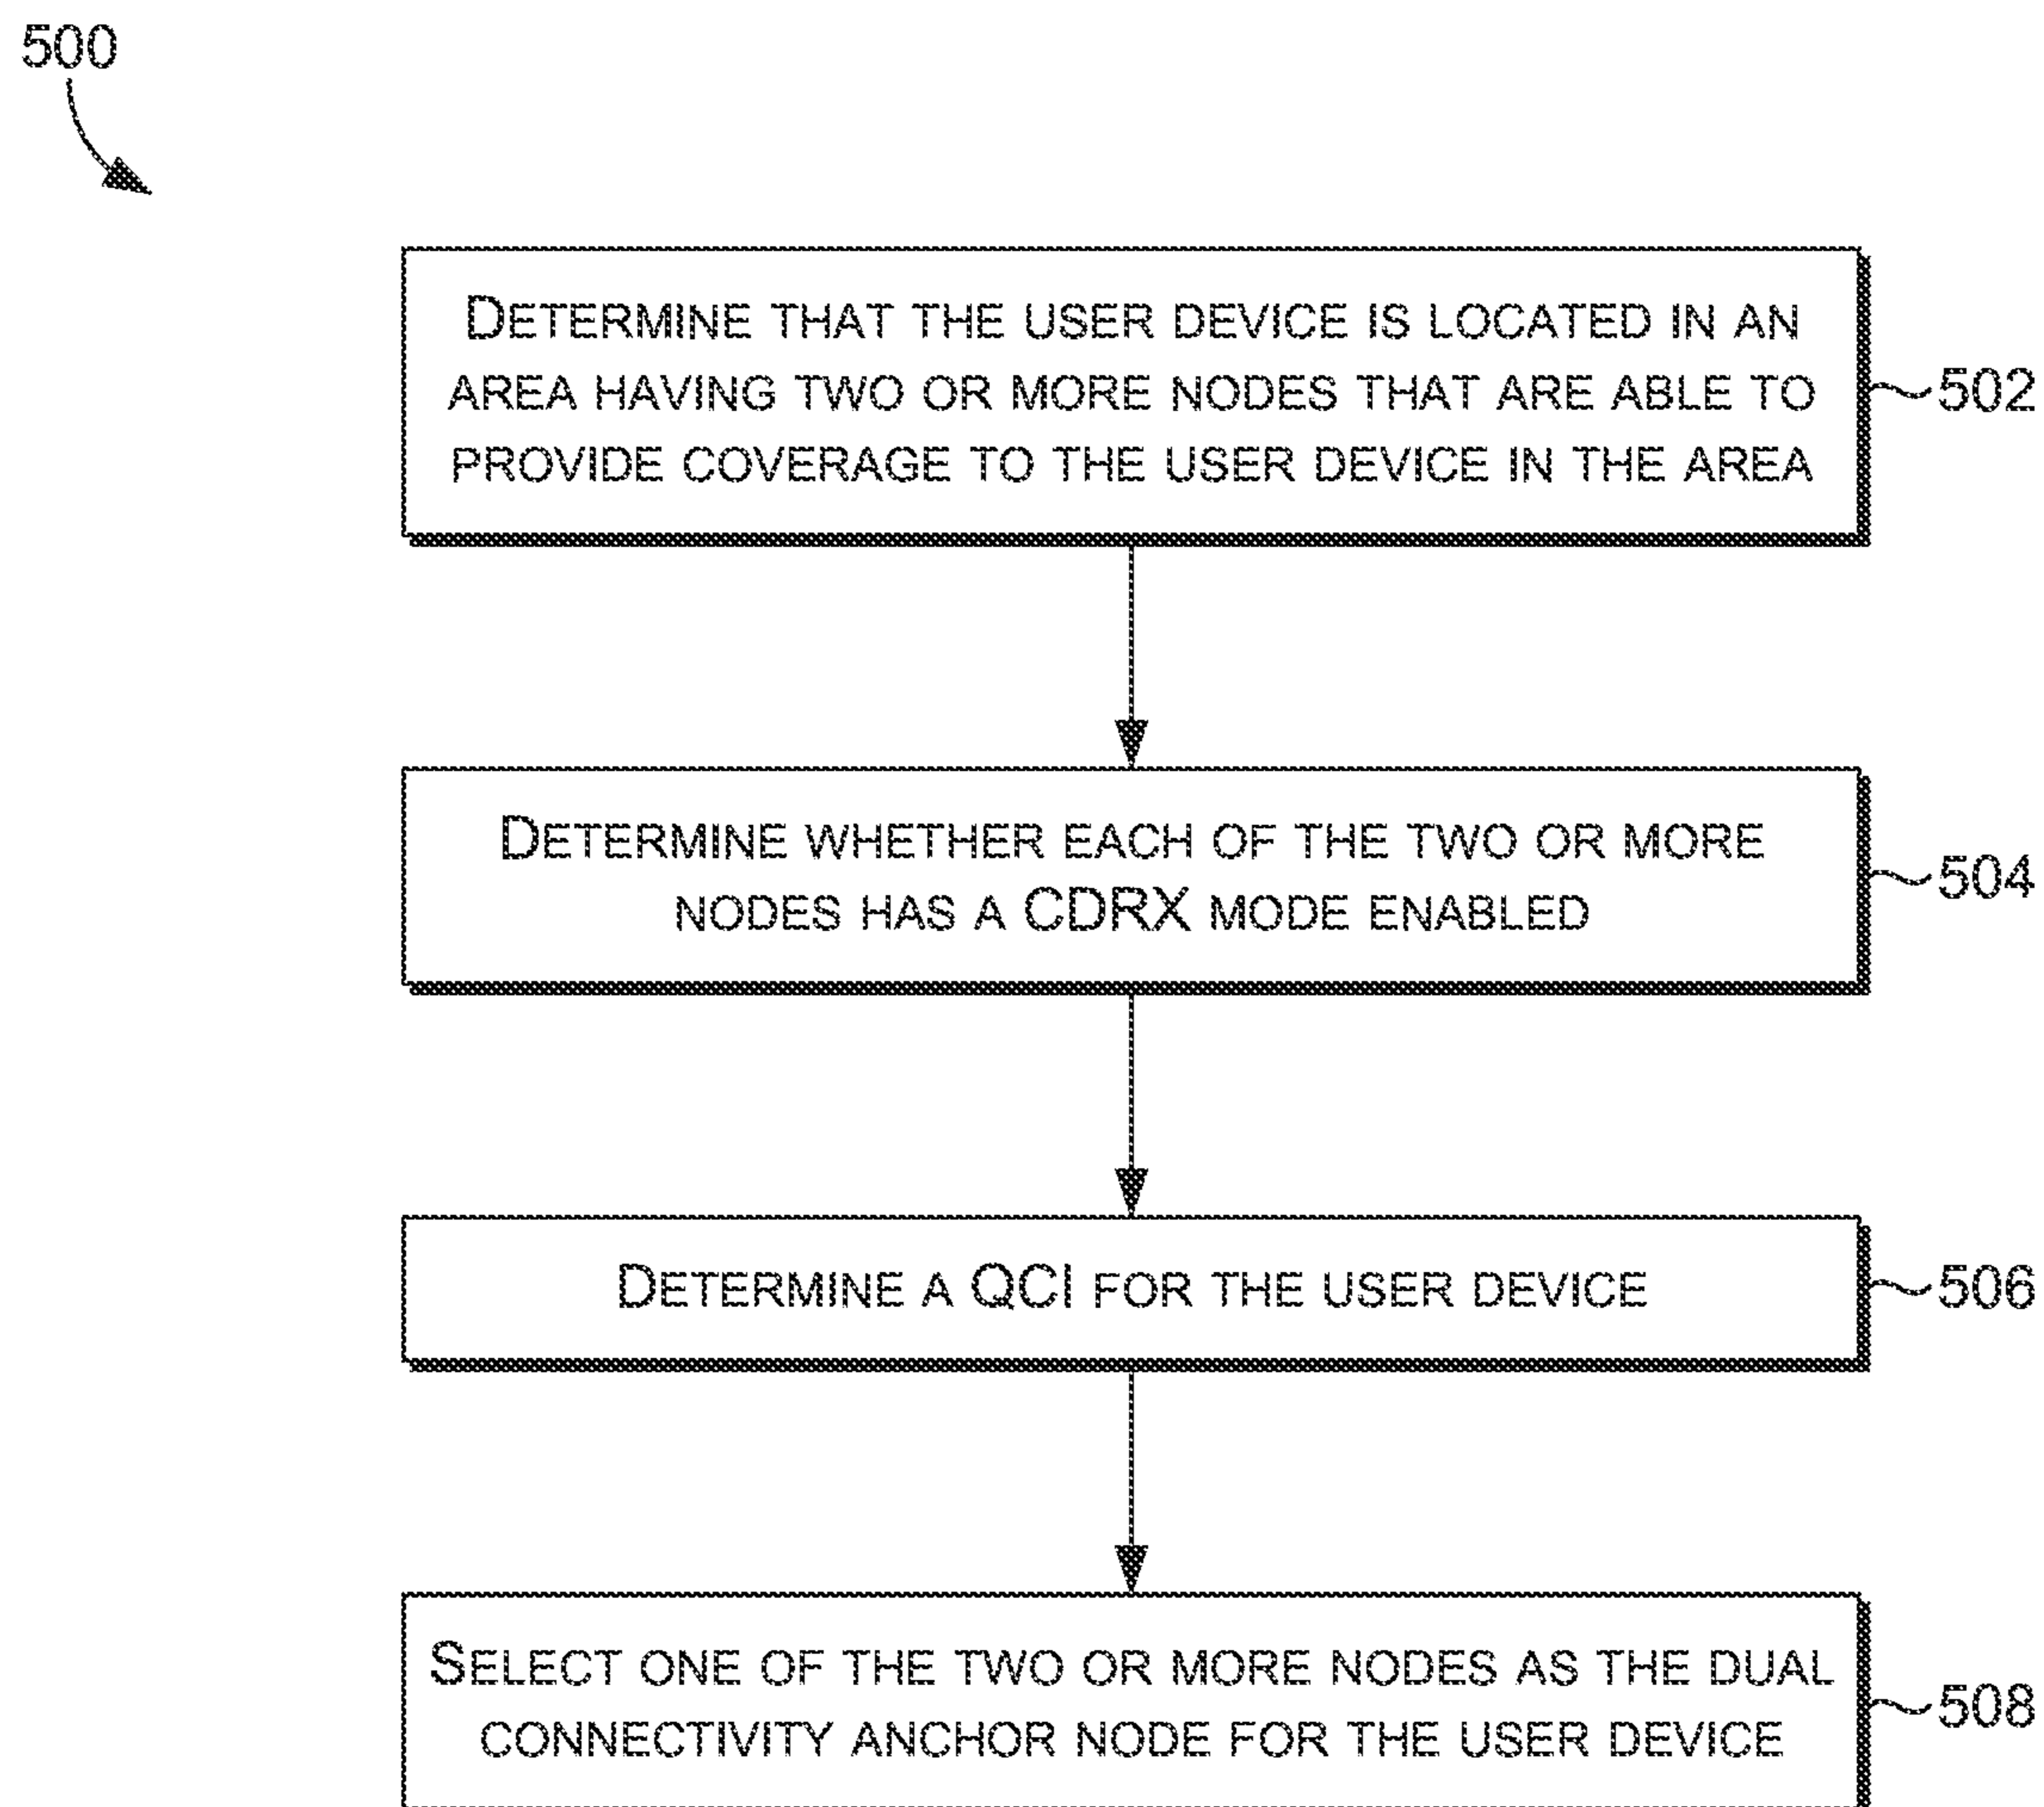 500
DETERMINE THAT THE USER DEVICE IS LOCATED IN AN
AREA HAVING TWO OR MORE NODES THAT ARE ABLE TO
PROVIDE COVERAGE TO THE USER DEVICE IN THE AREA
502
DETERMINE WHETHER EACH OF THE TWO OR MORE
NODES HAS A CDRX MODE ENABLED
504
DETERMINE A QCI FOR THE USER DEVICE
506
SELECT ONE OF THE TWO OR MORE NODES AS THE DUAL
CONNECTIVITY ANCHOR NODE FOR THE USER DEVICE
508